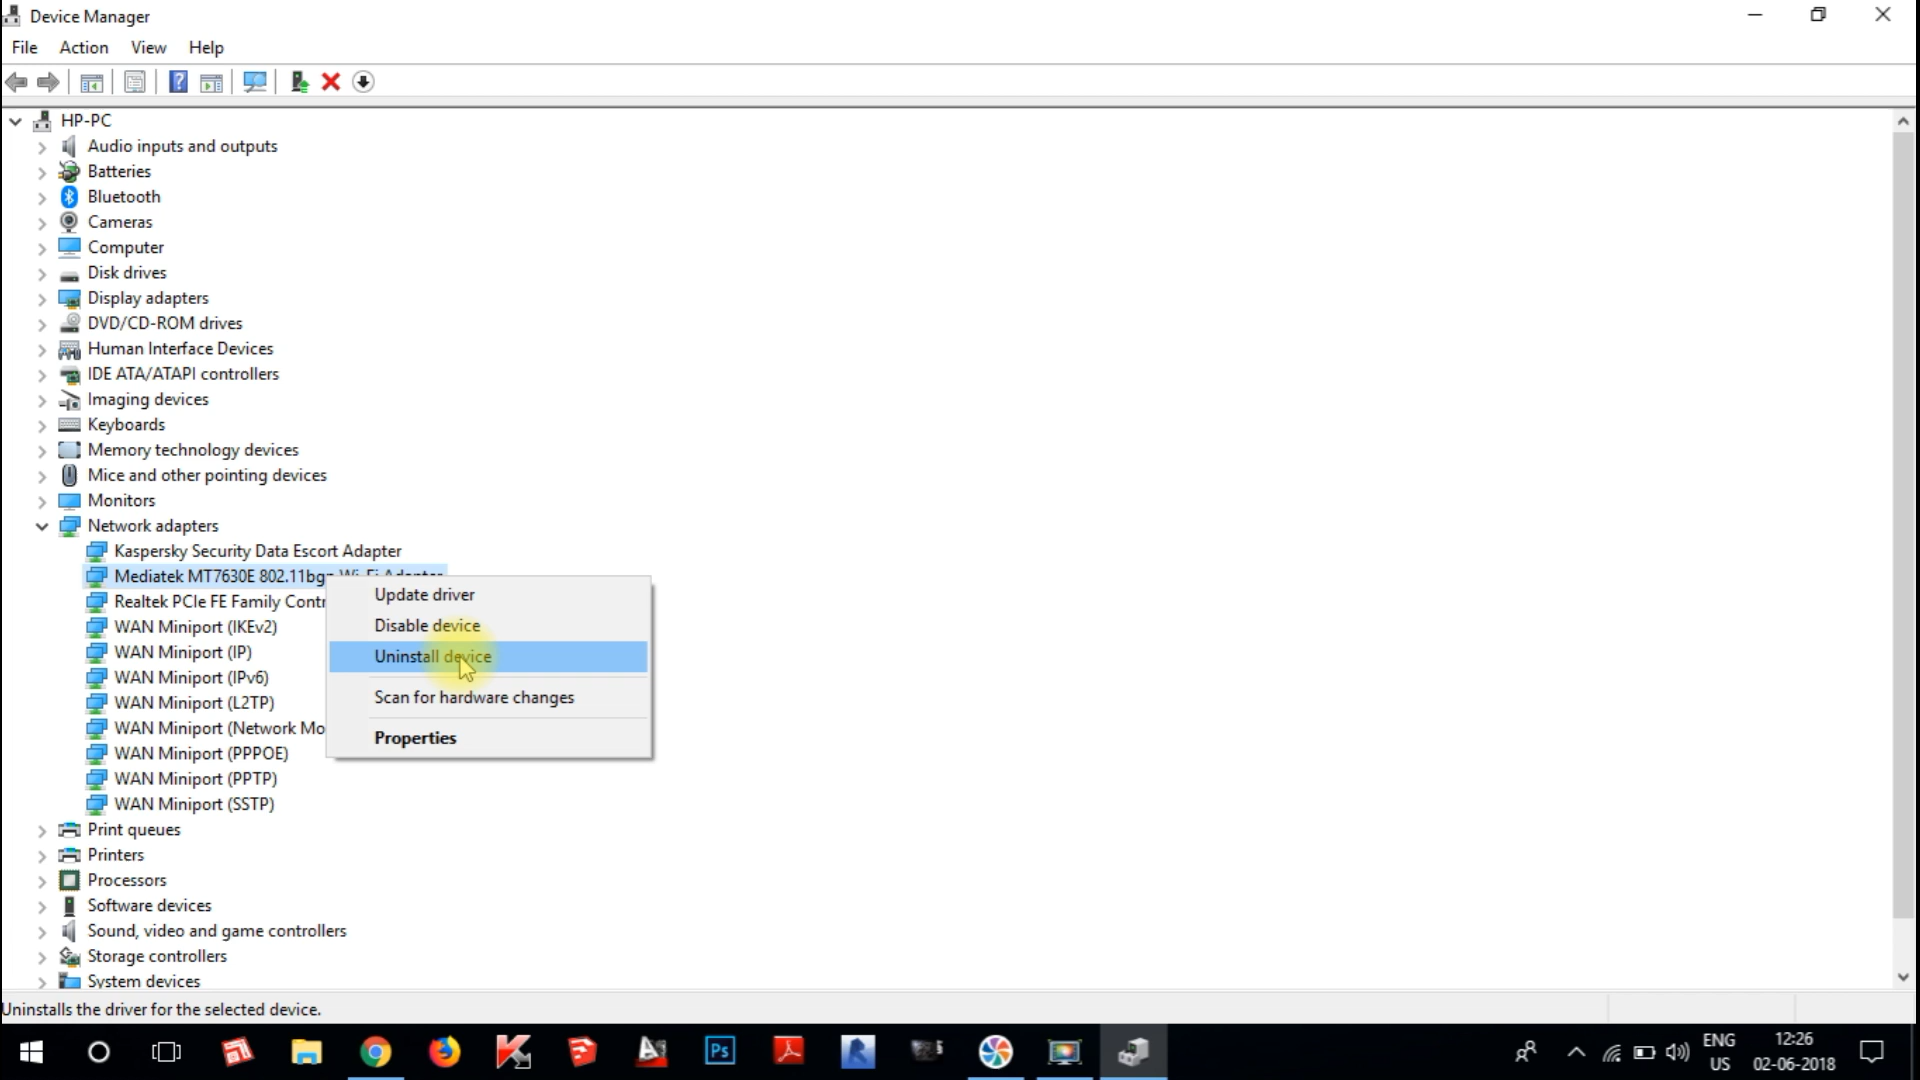 Device Manager
File Action View Help
HP-PC
Audio inputs and outputs
Batteries
Bluetooth
Cameras
Computer
Disk drives
Display adapters
DVD/CD-ROM drives
Human Interface Devices
IDE ATA/ATAPI controllers
Imaging devices
Keyboards
Memory technology devices
Mice and other pointing devices
Monitors
Network adapters
Kaspersky Security Data Escort Adapter
Mediatek MT7630E 802.11bgn Wi-Fi Adapter
Realtek PCIe FE Family Contr
WAN Miniport (IKEv2)
WAN Miniport (IP)
WAN Miniport (IPv6)
WAN Miniport (L2TP)
WAN Miniport (Network Mo
WAN Miniport (PPPOE)
WAN Miniport (PPTP)
WAN Miniport (SSTP)
Update driver
Disable device
Uninstall device
Scan for hardware changes
Properties
Print queues
Printers
Processors
Software devices
Sound, video and game controllers
Storage controllers
System devices
Uninstalls the driver for the selected device.
Ps
ENG
US
12:26
02-06-2018